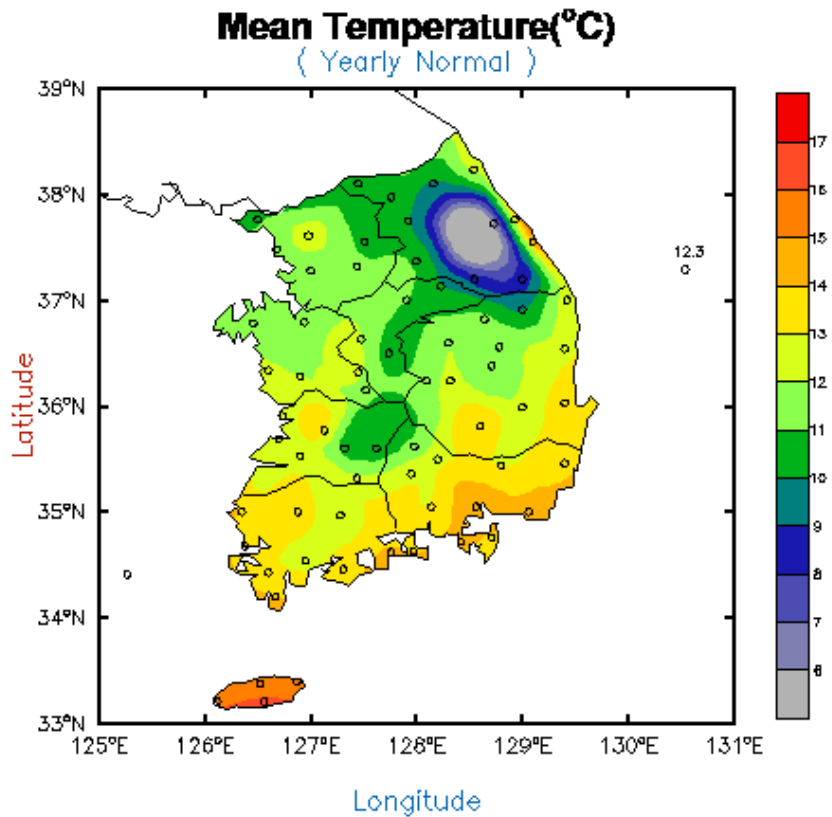 Mean Temperature(°C)
( Yearly Normal )
39°N
38°N
37°N
36°N
35°N
34°N
33°N
125°E 126°E 127°E 128°E 129°E 130°E 131°E
Latitude
Longitude
12.3
17
16
15
14
13
12
11
10
9
8
7
6